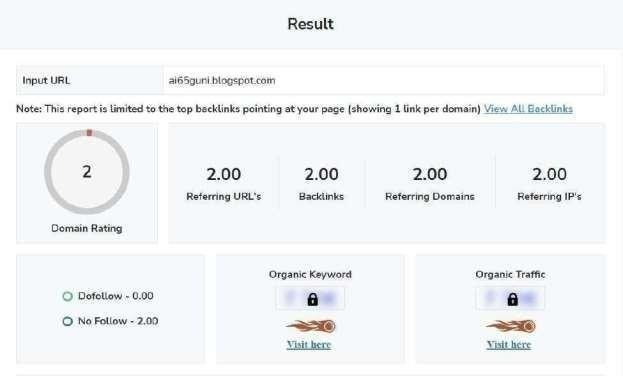 Result
Input URL ai65guni.blogspot.com
Note: This report is limited to the top backlinks pointing at your page (showing 1 link per domain) View All Backlinks
2
Domain Rating
2.00 2.00 2.00 2.00
Referring URL's Backlinks Referring Domains Referring IP's
Dofollow - 0.00
No Follow - 2.00
Organic Keyword
Visit here
Organic Traffic
Visit here